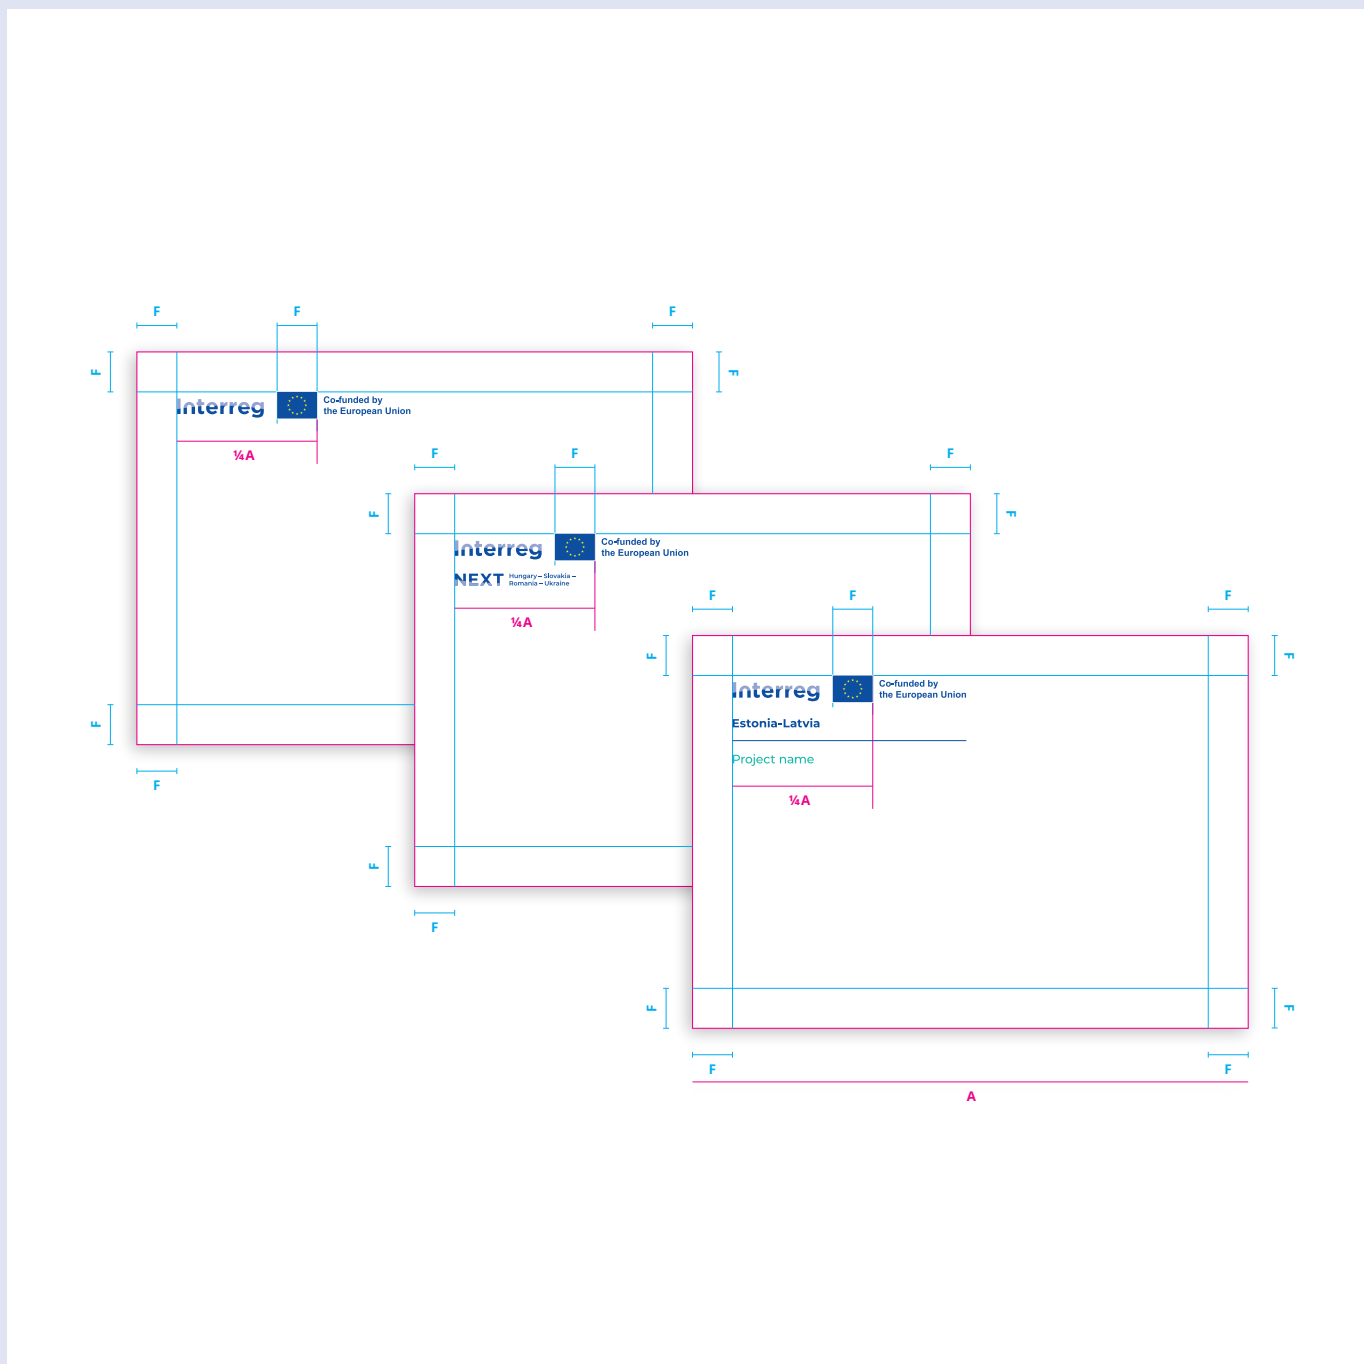 F
F
F
F
F
Interreg
Co-funded by
the European Union
¼A
F
F
F
F
F
Interreg
Co-funded by
the European Union
NEXT
Hungary – Slovakia –
Romania – Ukraine
¼A
F
F
F
F
F
F
F
F
F
Interreg
Co-funded by
the European Union
Estonia-Latvia
Project name
¼A
F
F
F
F
F
F
A